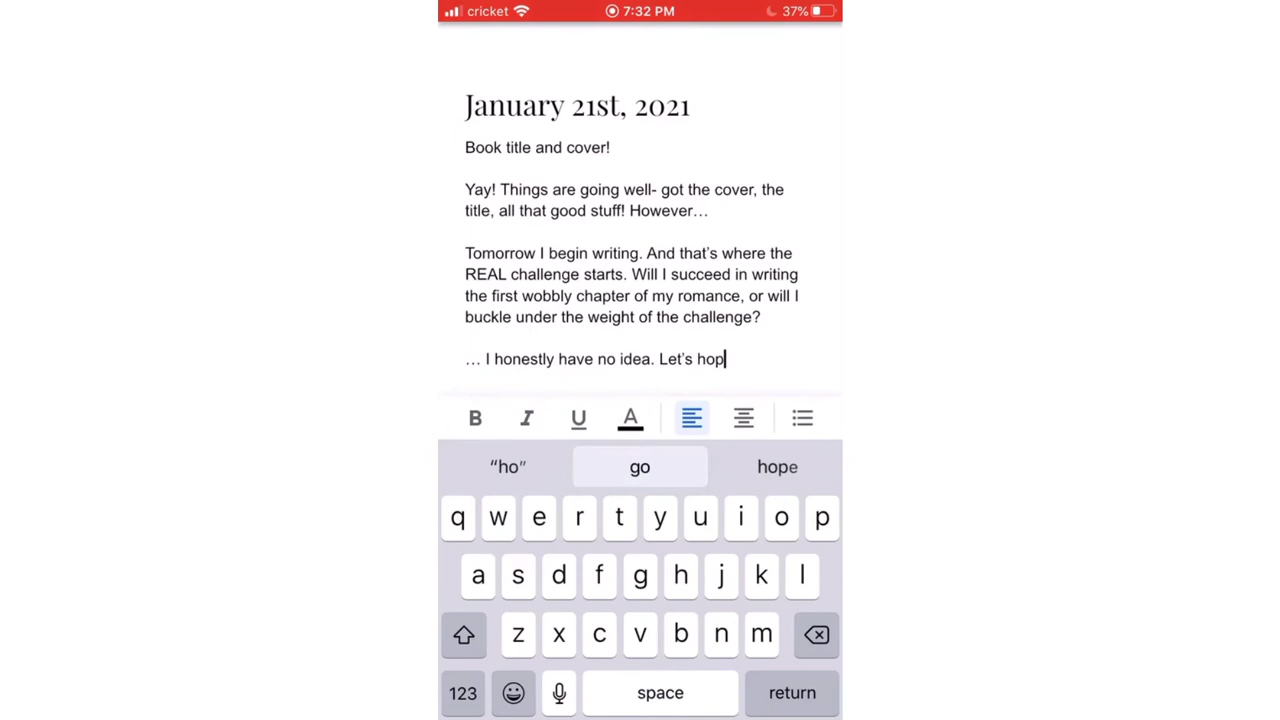 cricket 7:32 PM 37%
January 21st, 2021
Book title and cover!
Yay! Things are going well- got the cover, the
title, all that good stuff! However…
Tomorrow I begin writing. And that’s where the
REAL challenge starts. Will I succeed in writing
the first wobbly chapter of my romance, or will I
buckle under the weight of the challenge?
… I honestly have no idea. Let’s hop
B I U A
“ho” go hope
q w e r t y u i o p
a s d f g h j k l
z x c v b n m
123 space return